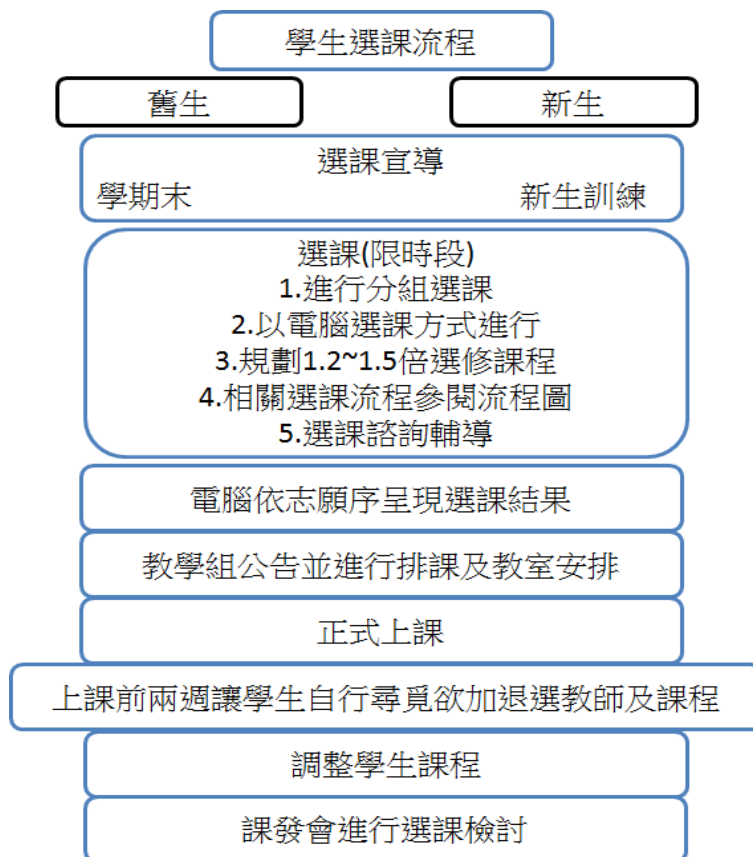 學生選課流程
舊生
新生
選課宣導
學期末 新生訓練
選課(限時段)
1.進行分組選課
2.以電腦選課方式進行
3.規劃1.2~1.5倍選修課程
4.相關選課流程參閱流程圖
5.選課諮詢輔導
電腦依志願序呈現選課結果
教學組公告並進行排課及教室安排
正式上課
上課前兩週讓學生自行尋覓欲加退選教師及課程
調整學生課程
課發會進行選課檢討